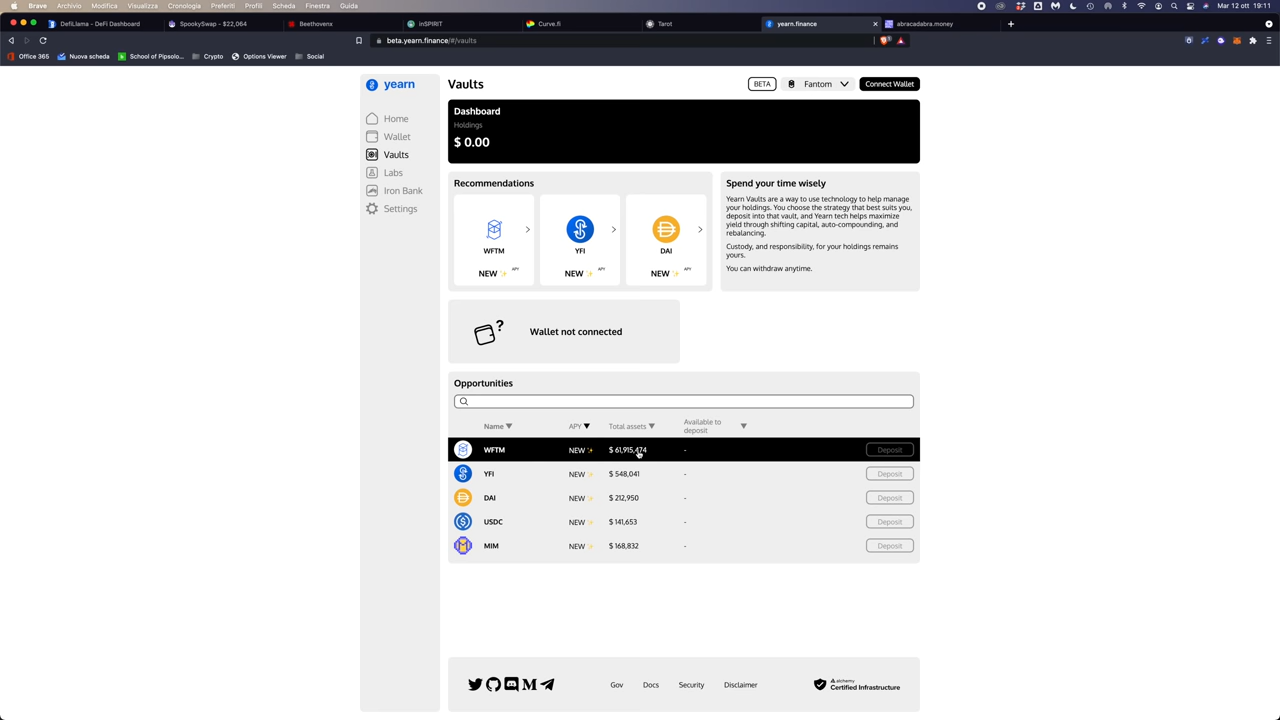 Brave Archivio Modifica Visualizza Cronologia Preferiti Profili Scheda Finestra Guida Mar 12 ott 19:11
DefiLlama - DeFi Dashboard SpookySwap - $22,064 Beethovenx inSPIRIT Curve.fi Tarot yearn.finance abracadabra.money
beta.yearn.finance/#/vaults
Office 365 Nuova scheda School of Pipsolo... Crypto Options Viewer Social
yearn
Vaults
BETA Fantom Connect Wallet
Home
Wallet
Vaults
Labs
Iron Bank
Settings
Dashboard
Holdings
$ 0.00
Recommendations
WFTM
NEW APY
YFI
NEW APY
DAI
NEW APY
Spend your time wisely
Yearn Vaults are a way to use technology to help manage
your holdings. You choose the strategy that best suits you,
deposit into that vault, and Yearn tech helps maximize
yield through shifting capital, auto-compounding, and
rebalancing.
Custody, and responsibility, for your holdings remains
yours.
You can withdraw anytime.
?
Wallet not connected
Opportunities
Name APY Total assets Available to
deposit
WFTM NEW $ 61,915,474 - Deposit
YFI NEW $ 548,041 - Deposit
DAI NEW $ 212,950 - Deposit
USDC NEW $ 141,653 - Deposit
MIM NEW $ 168,832 - Deposit
Gov Docs Security Disclaimer
alchemy
Certified Infrastructure